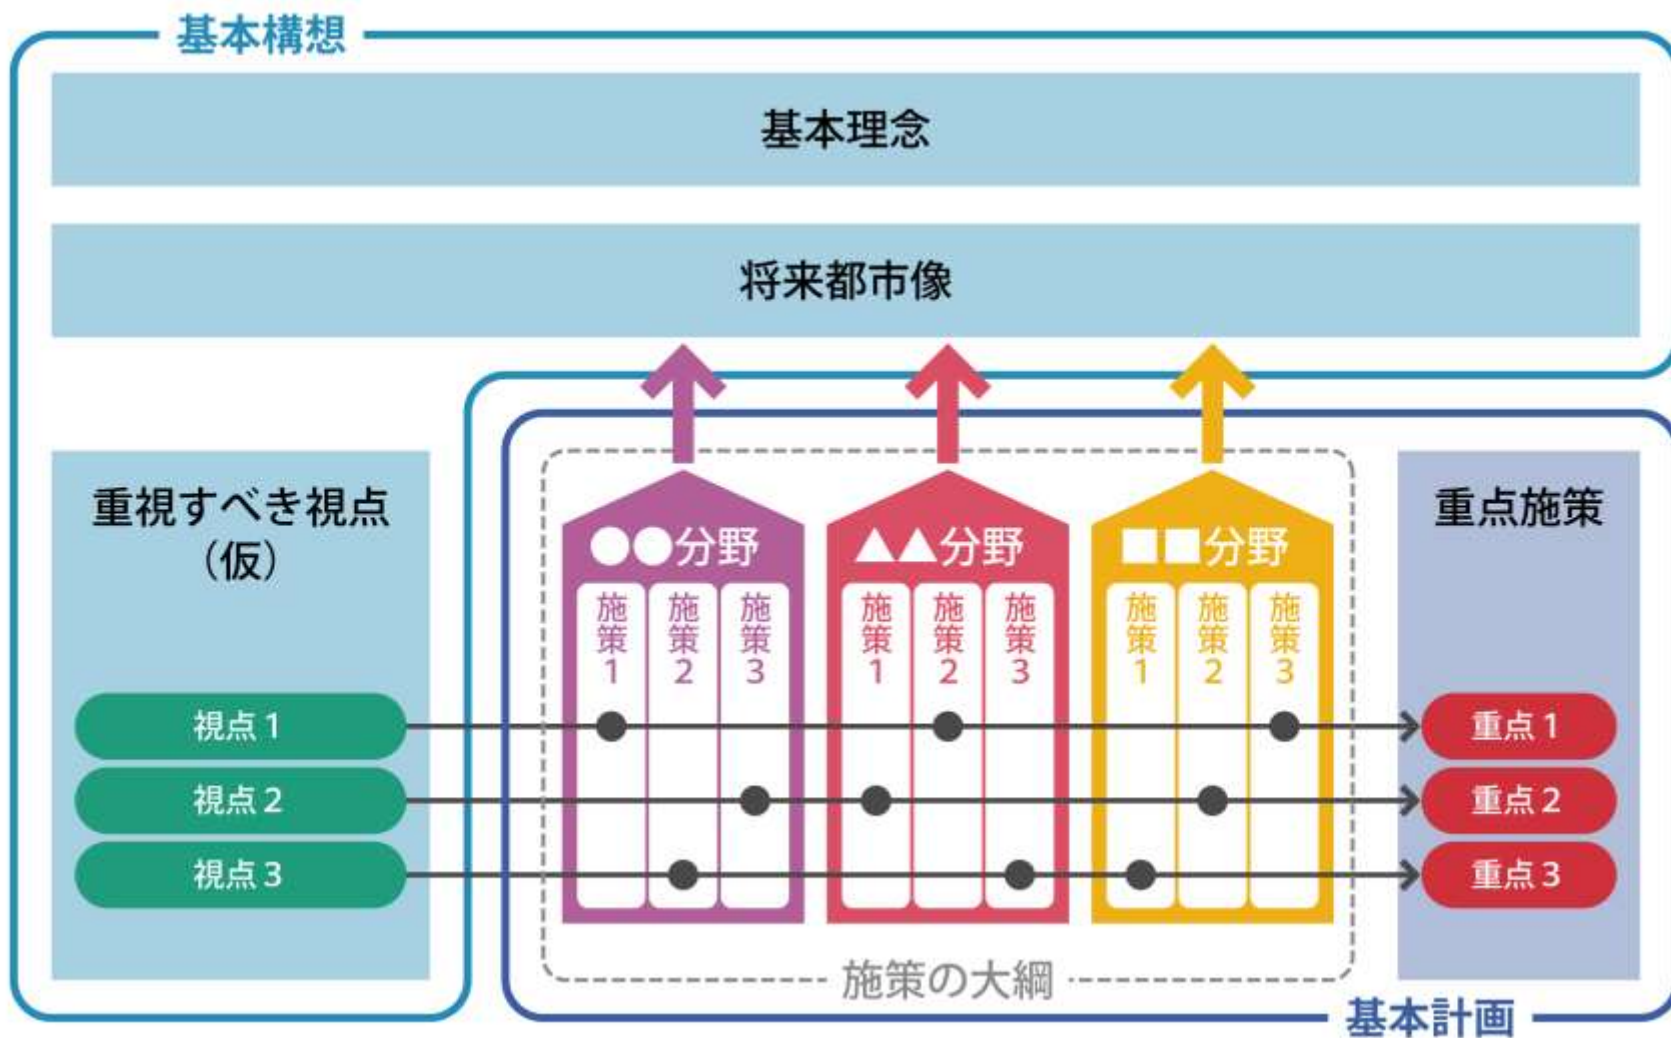 基本構想
基本理念
将来都市像
重視すべき視点
（仮）
視点1
視点2
視点3
●●分野
施策1
施策2
施策3
▲▲分野
施策1
施策2
施策3
■■分野
施策1
施策2
施策3
重点施策
重点1
重点2
重点3
施策の大綱
基本計画